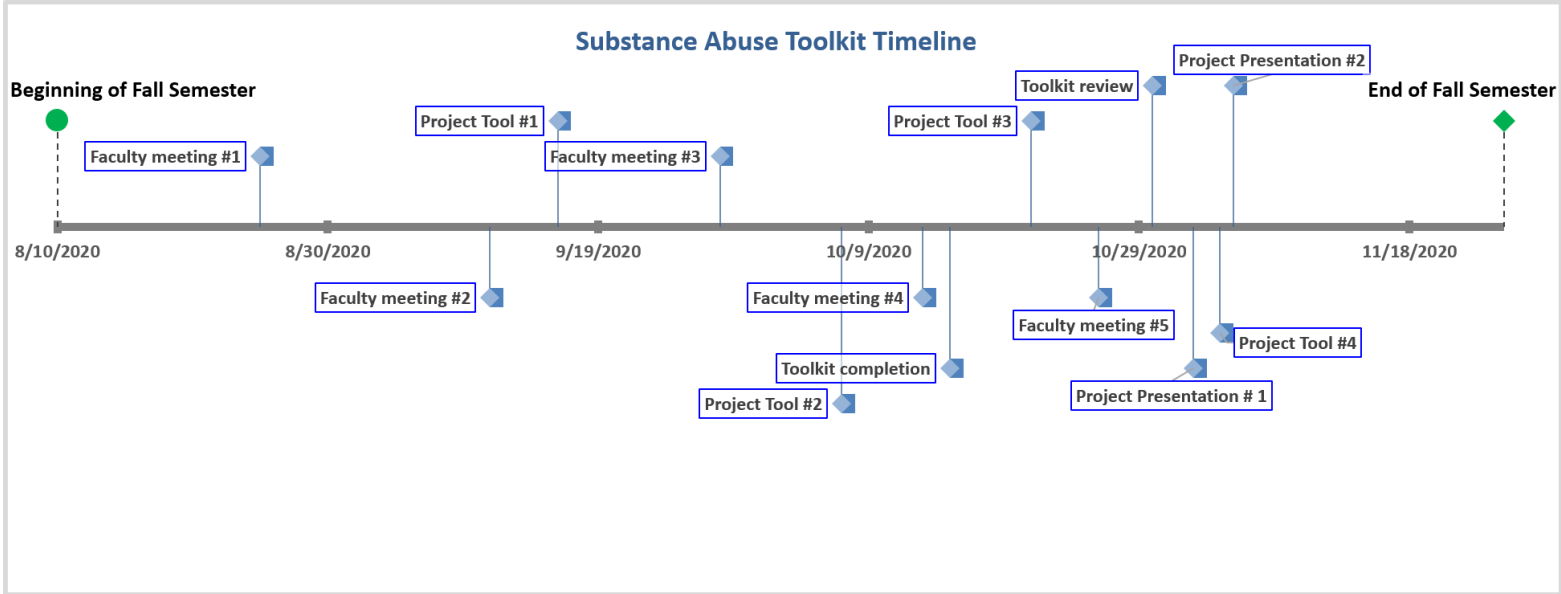 Substance Abuse Toolkit Timeline
Project Presentation #2
Toolkit review
Beginning of Fall Semester
End of Fall Semester
Project Tool #1
Project Tool #3
Faculty meeting #1
Faculty meeting #3
8/10/2020
8/30/2020
9/19/2020
10/9/2020
10/29/2020
11/18/2020
Faculty meeting #2
Faculty meeting #4
Faculty meeting #5
Project Tool #4
Toolkit completion
Project Presentation # 1
Project Tool #2